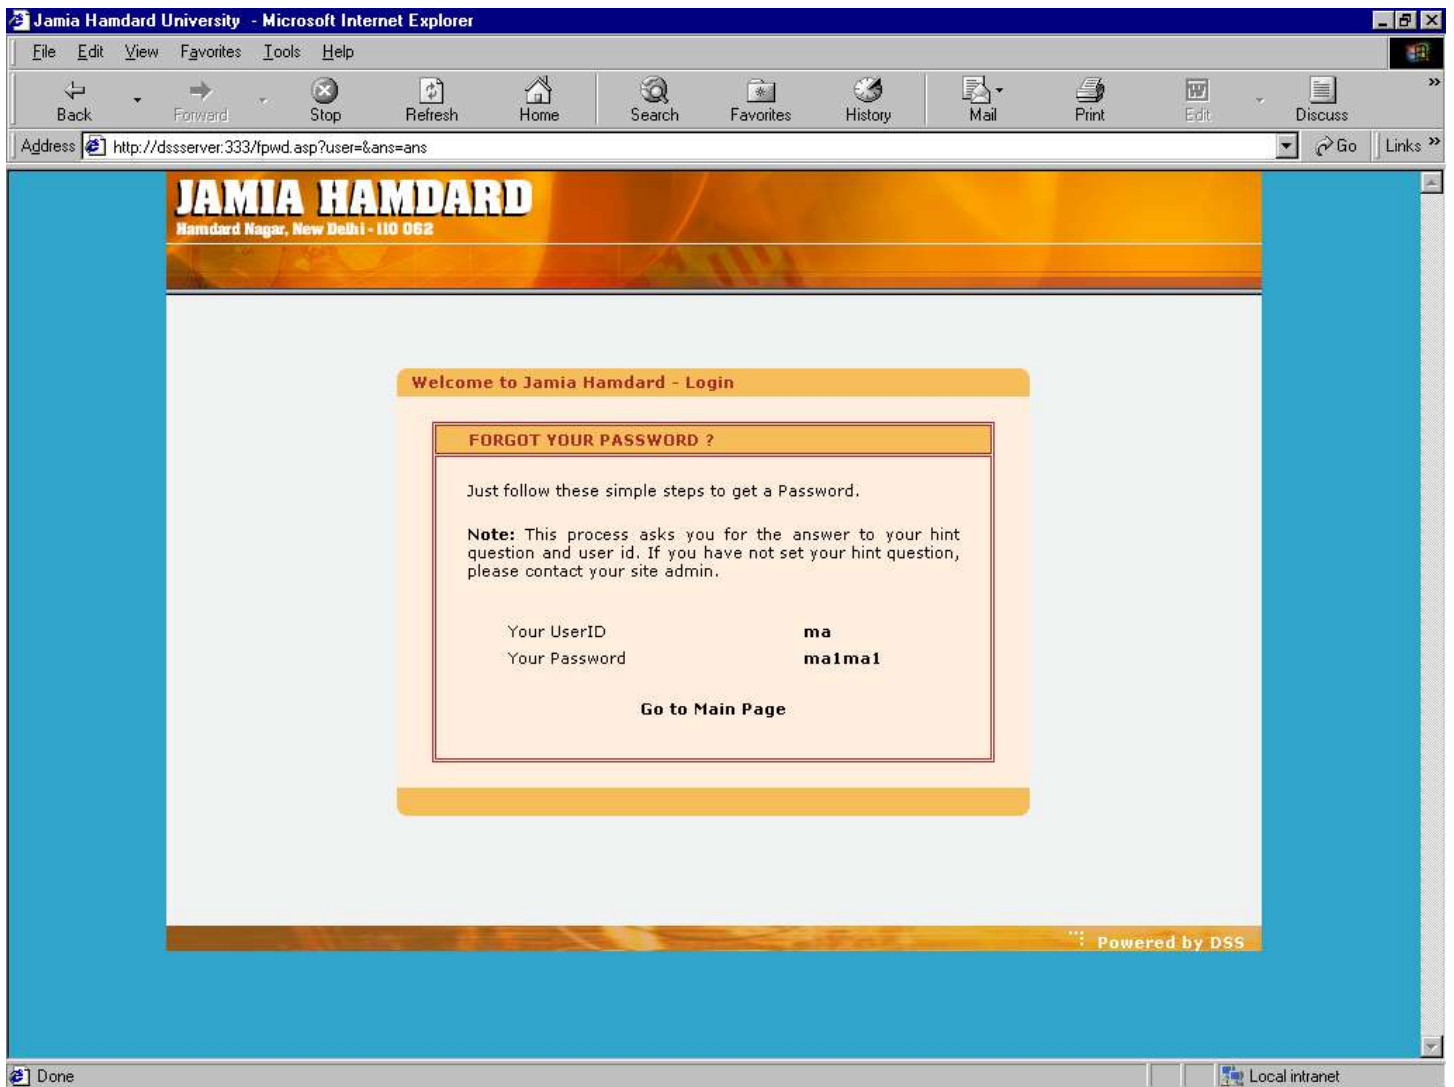 Jamia Hamdard University - Microsoft Internet Explorer
File Edit View Favorites Tools Help
Back Forward Stop Refresh Home Search Favorites History Mail Print Edit Discuss »
Address http://dssserver:333/fpwd.asp?user=&ans=ans Go Links »
JAMIA HAMDARD
Hamdard Nagar, New Delhi - 110 062
Welcome to Jamia Hamdard - Login
FORGOT YOUR PASSWORD ?
Just follow these simple steps to get a Password.
Note: This process asks you for the answer to your hint
question and user id. If you have not set your hint question,
please contact your site admin.
Your UserID ma
Your Password ma1ma1
Go to Main Page
Powered by DSS
Done Local intranet